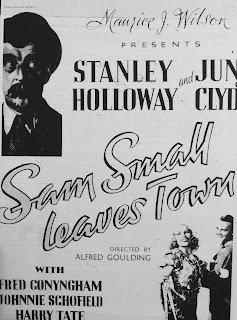 Maurice J. Wilson
PRESENTS
STANLEY and JUN
HOLLOWAY CLYD
Sam Small
Leaves Town
DIRECTED BY
ALFRED GOULDING
WITH
FRED CONYNGHAM
JOHNNIE SCHOFIELD
HARRY TATE